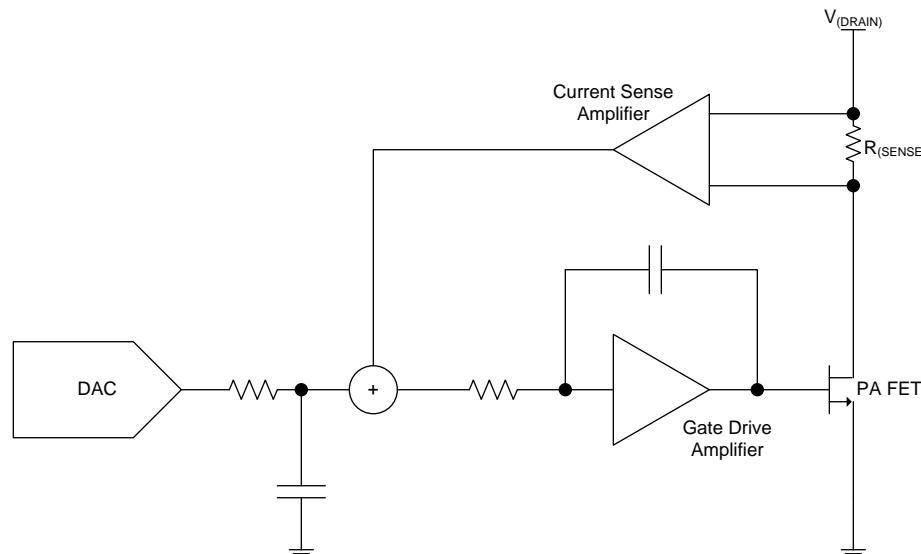 V(DRAIN)
Current Sense
Amplifier
R(SENSE
DAC
+
PA FET
Gate Drive
Amplifier